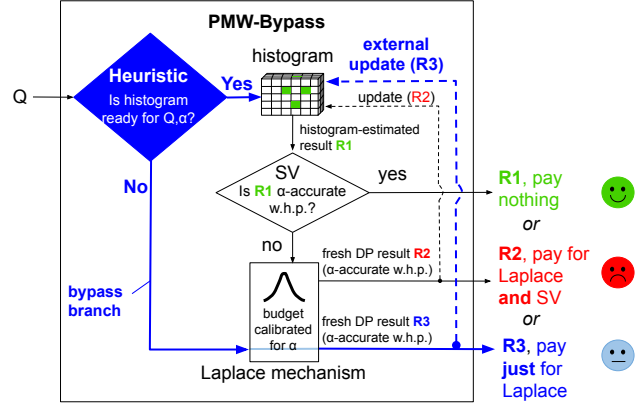 PMW-Bypass
Q
Heuristic
Is histogram
ready for Q,α?
Yes
No
histogram
external
update (R3)
update (R2)
histogram-estimated
result R1
SV
Is R1 α-accurate
w.h.p.?
yes
no
R1, pay
nothing
or
fresh DP result R2
(α-accurate w.h.p.)
R2, pay for
Laplace
and SV
or
bypass
branch
budget
calibrated
for α
fresh DP result R3
(α-accurate w.h.p.)
Laplace mechanism
R3, pay
just for
Laplace